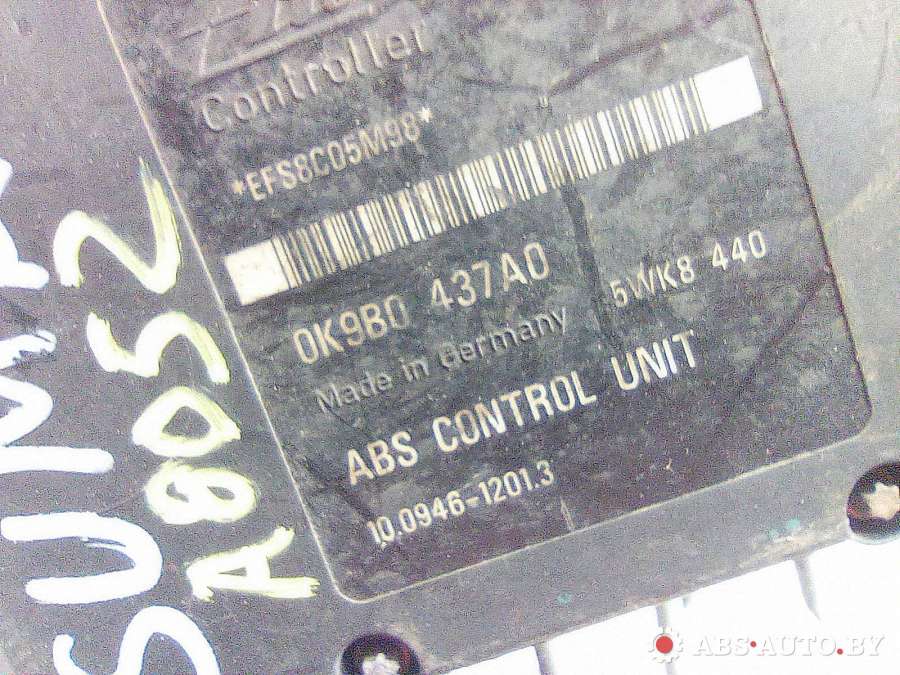 Controller
*EFS8C05M98*
0K9B0 437A0
Made in Germany 5WK8 440
ABS CONTROL UNIT
10.0946-1201.3
A8052
ABS-AUTO.BY